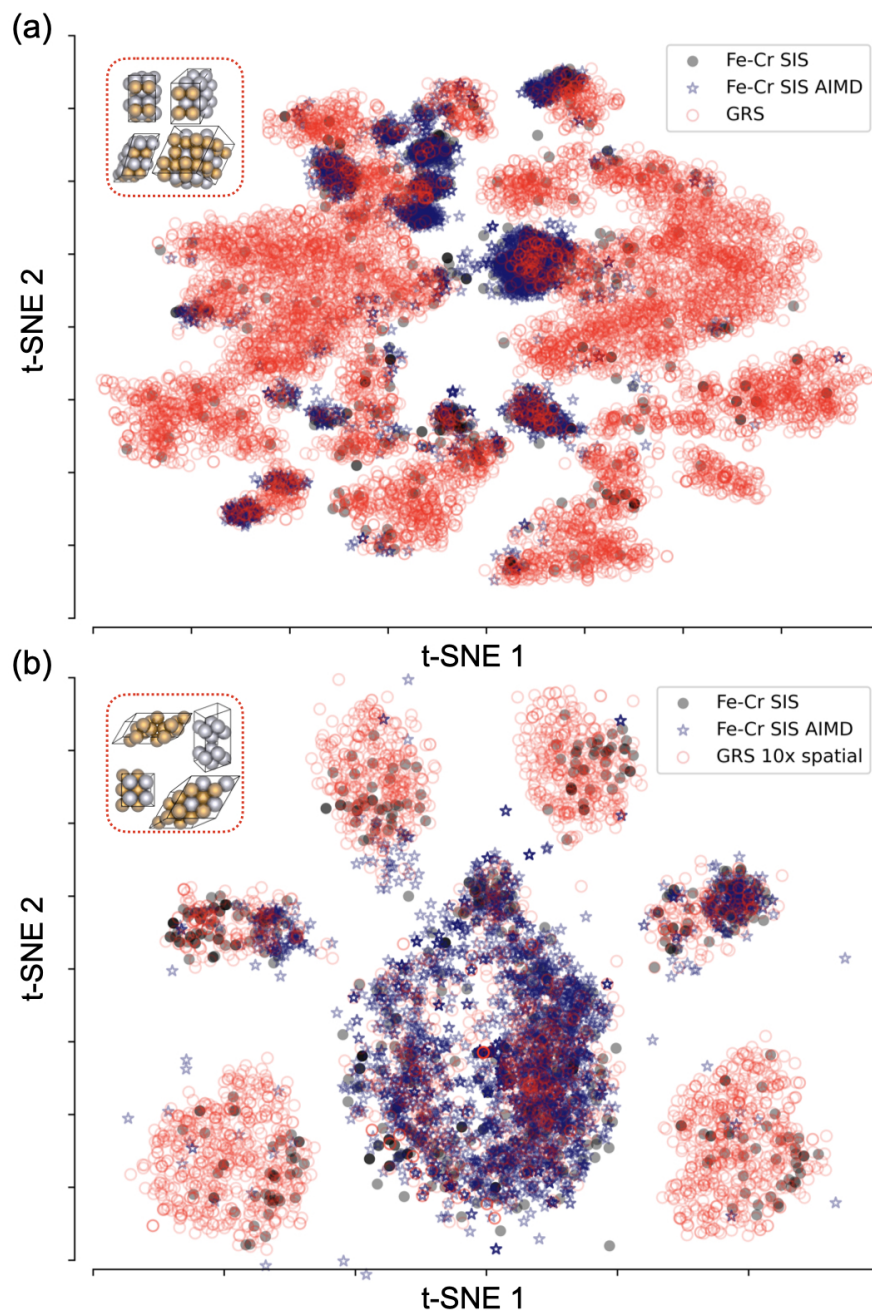 (a)
Fe-Cr SIS
Fe-Cr SIS AIMD
GRS
t-SNE 2
t-SNE 1
(b)
Fe-Cr SIS
Fe-Cr SIS AIMD
GRS 10x spatial
t-SNE 2
t-SNE 1